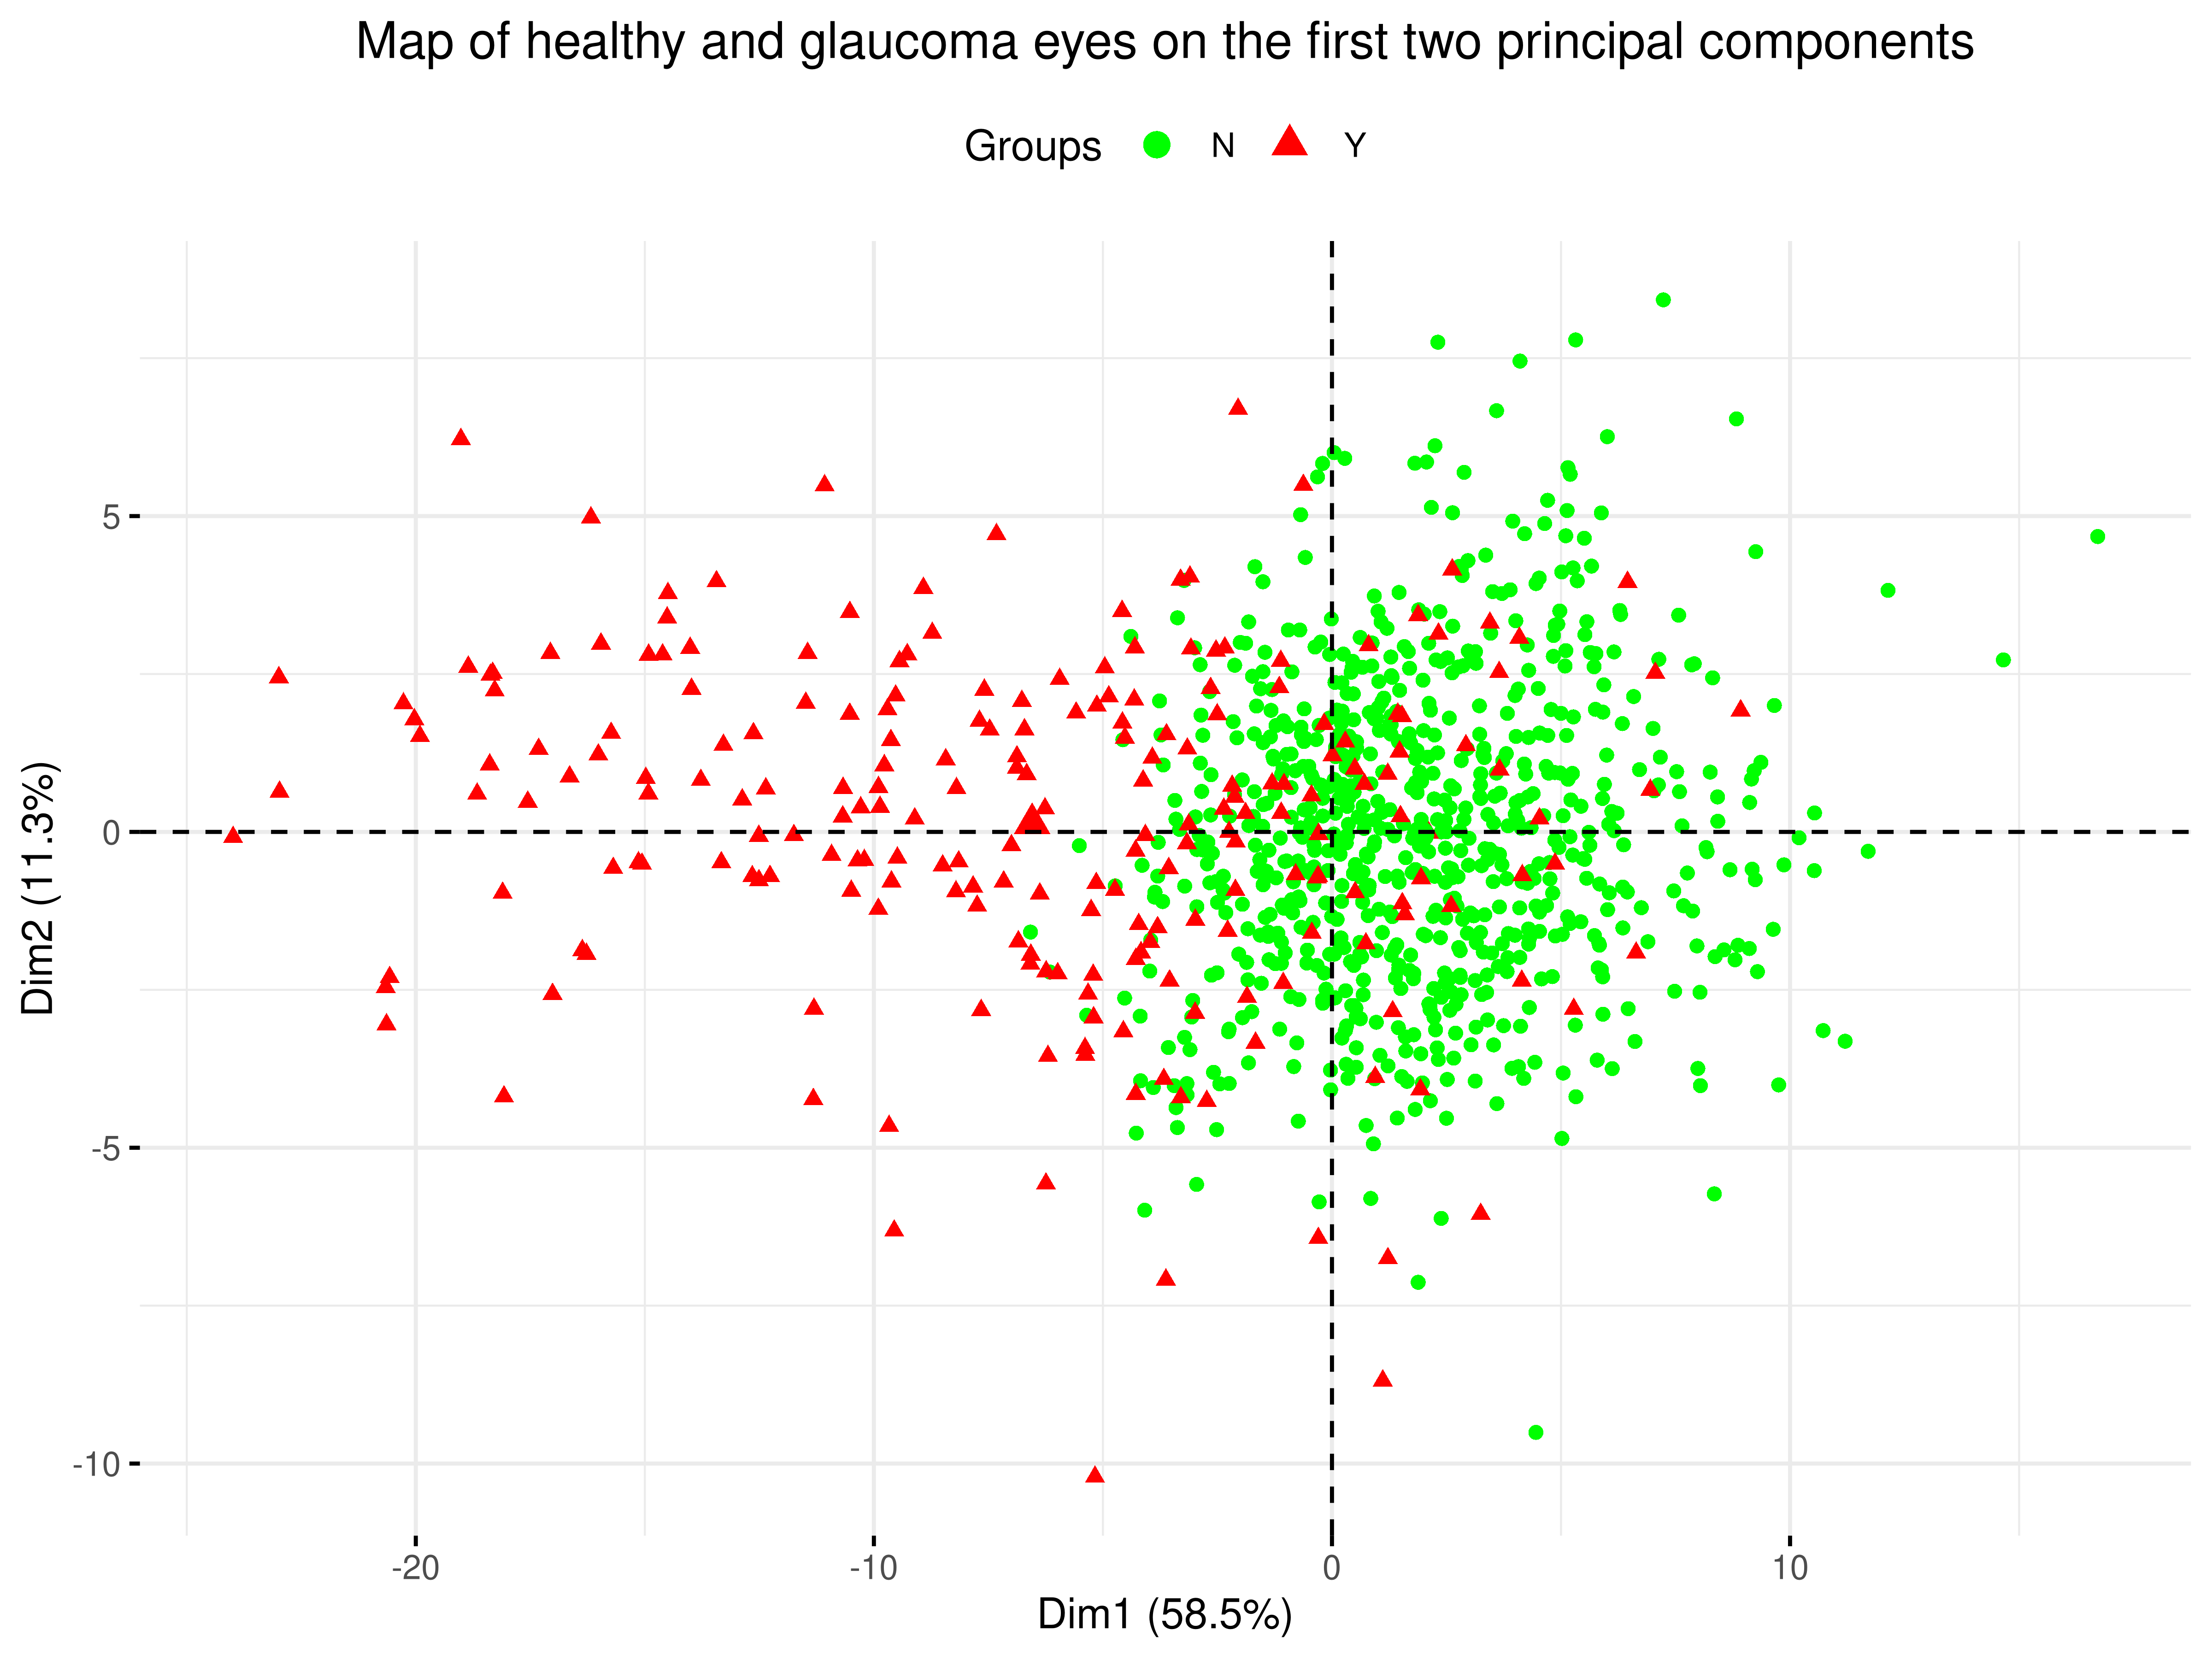 Map of healthy and glaucoma eyes on the first two principal components
Groups N Y
Dim2 (11.3%)
5
0
-5
-10
-20 -10 0 10
Dim1 (58.5%)